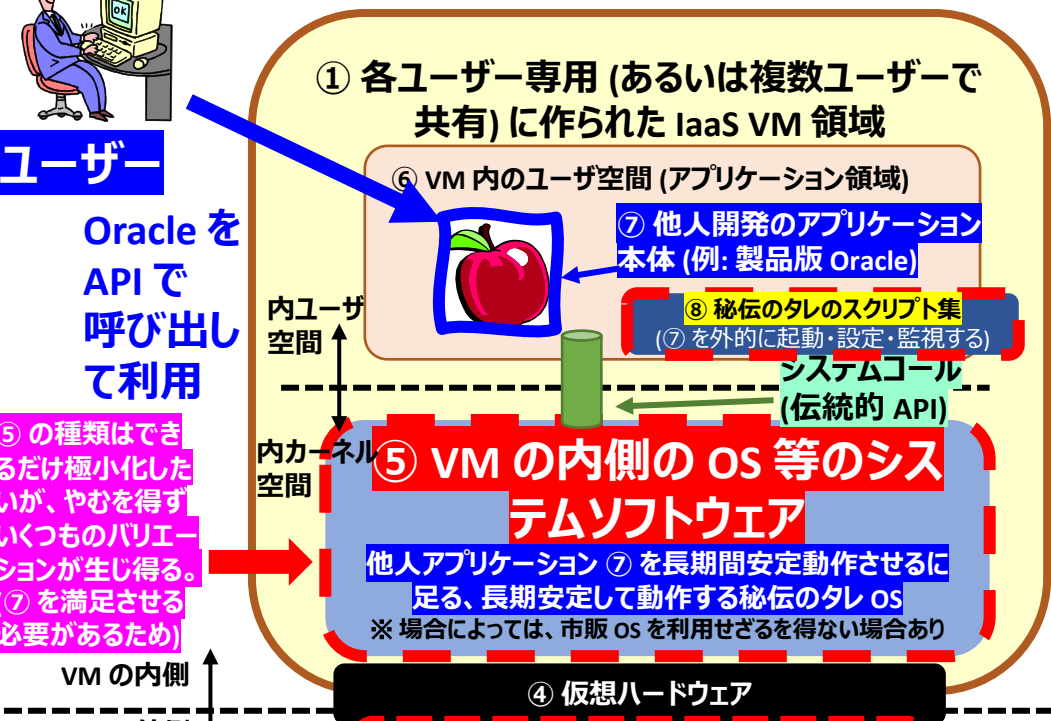 OK
① 各ユーザー専用 (あるいは複数ユーザーで
共有) に作られた IaaS VM 領域
ユーザー
⑥ VM 内のユーザ空間 (アプリケーション領域)
⑦ 他人開発のアプリケーション
本体 (例: 製品版 Oracle)
Oracle を
API で
呼び出し
て利用
内ユーザ
空間
⑧ 秘伝のタレのスクリプト集
(⑦ を外的に起動・設定・監視する)
システムコール
(伝統的 API)
⑤ の種類はでき
るだけ極小化した
いが、やむを得ず
いくつものバリエー
ションが生じ得る。
(⑦ を満足させる
必要があるため)
内カーネル
空間
⑤ VM の内側の OS 等のシス
テムソフトウェア
他人アプリケーション ⑦ を長期間安定動作させるに
足る、長期安定して動作する秘伝のタレ OS
※ 場合によっては、市販 OS を利用せざるを得ない場合あり
VM の内側
④ 仮想ハードウェア